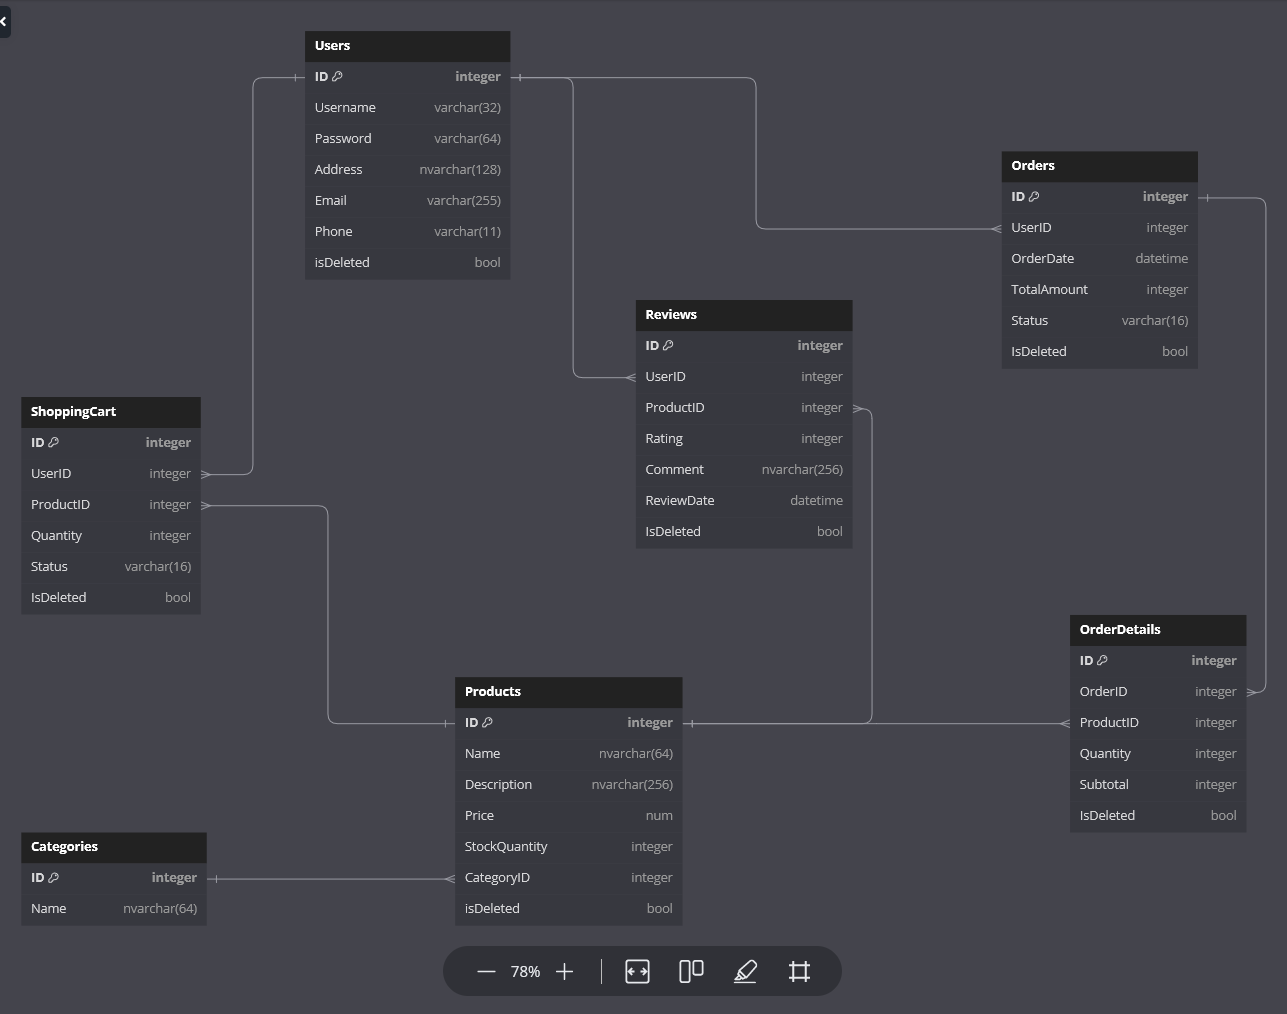 Users
ID integer
Username varchar(32)
Password varchar(64)
Address nvarchar(128)
Email varchar(255)
Phone varchar(11)
isDeleted bool
Orders
ID integer
UserID integer
OrderDate datetime
TotalAmount integer
Status varchar(16)
IsDeleted bool
Reviews
ID integer
UserID integer
ProductID integer
Rating integer
Comment nvarchar(256)
ReviewDate datetime
IsDeleted bool
ShoppingCart
ID integer
UserID integer
ProductID integer
Quantity integer
Status varchar(16)
IsDeleted bool
OrderDetails
ID integer
OrderID integer
ProductID integer
Quantity integer
Subtotal integer
IsDeleted bool
Products
ID integer
Name nvarchar(64)
Description nvarchar(256)
Price num
StockQuantity integer
CategoryID integer
isDeleted bool
Categories
ID integer
Name nvarchar(64)
78%